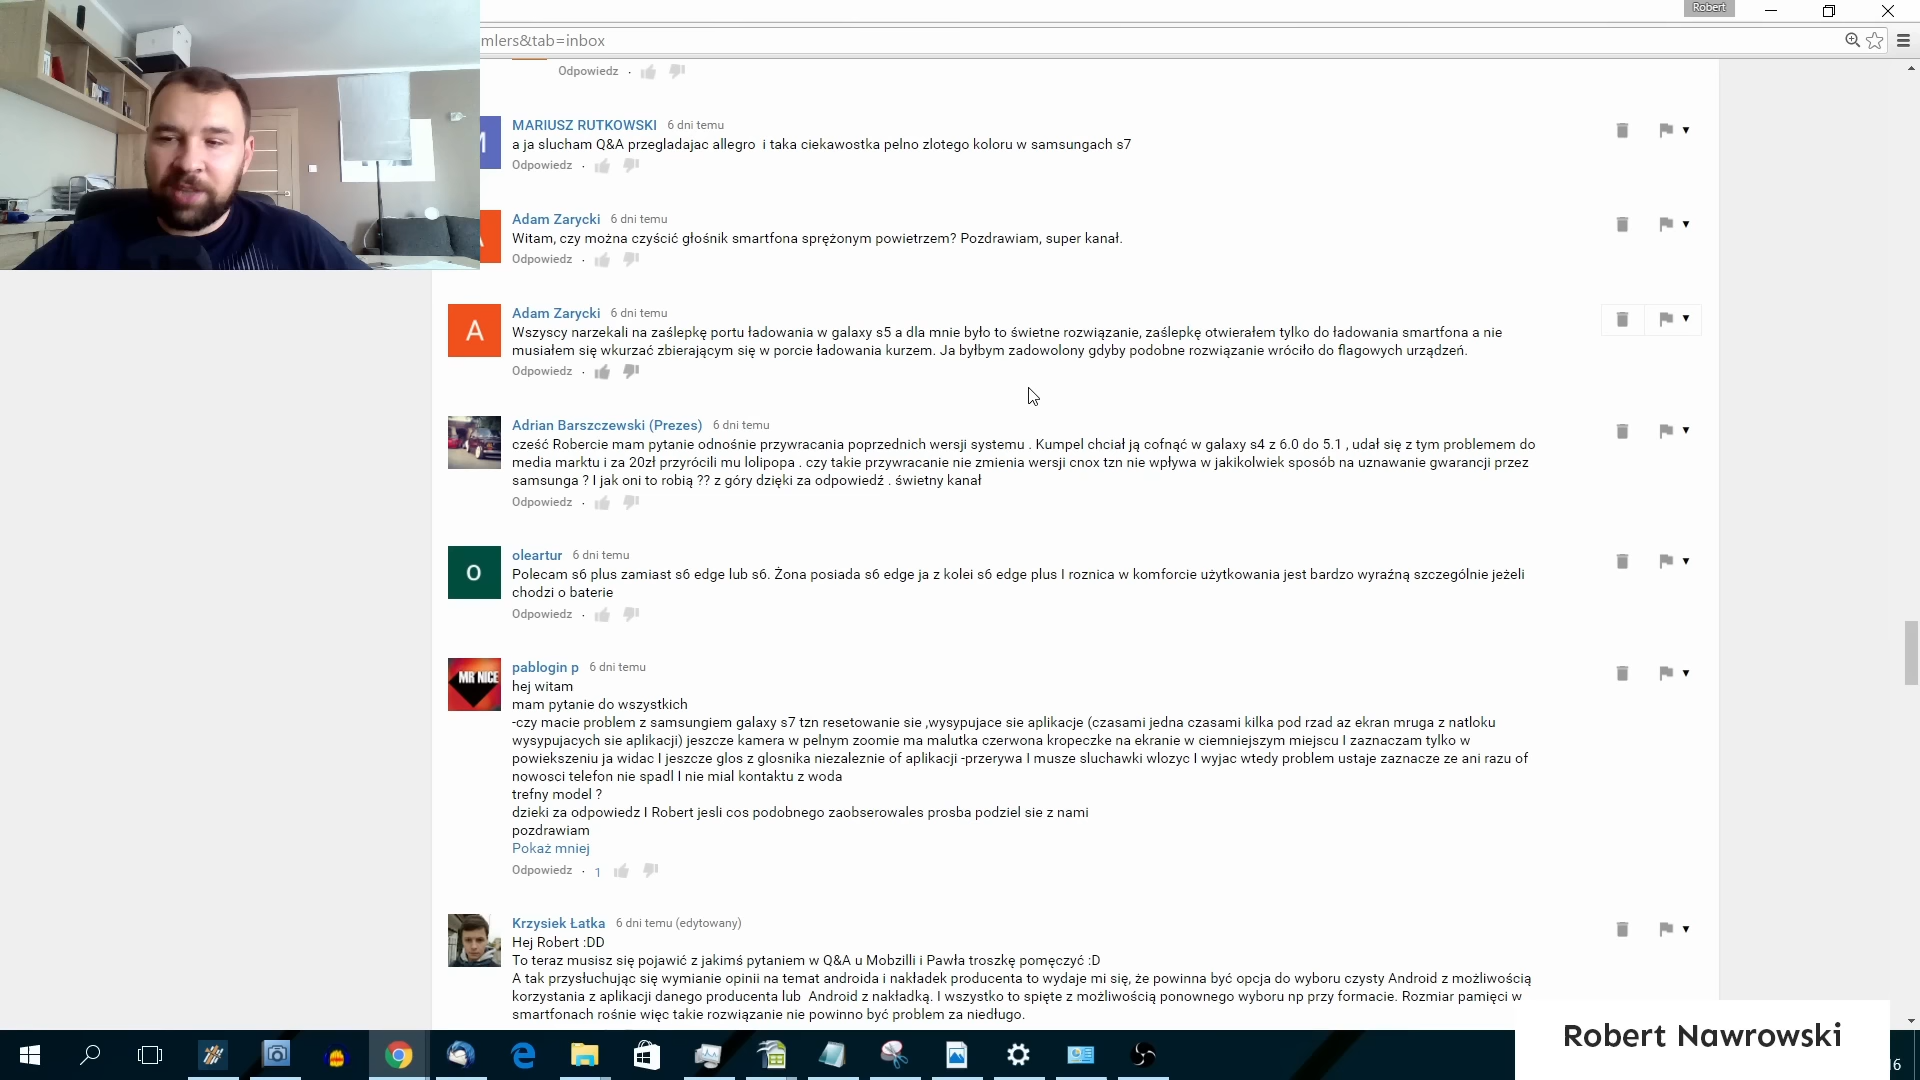 Robert
mlers&tab=inbox
Odpowiedz
MARIUSZ RUTKOWSKI 6 dni temu
a ja slucham Q&A przegladajac allegro i taka ciekawostka pelno zlotego koloru w samsungach s7
Odpowiedz
Adam Zarycki 6 dni temu
Witam, czy można czyścić głośnik smartfona sprężonym powietrzem? Pozdrawiam, super kanał.
Odpowiedz
A
Adam Zarycki 6 dni temu
Wszyscy narzekali na zaślepkę portu ładowania w galaxy s5 a dla mnie było to świetne rozwiązanie, zaślepkę otwierałem tylko do ładowania smartfona a nie
musiałem się wkurzać zbierającym się w porcie ładowania kurzem. Ja byłbym zadowolony gdyby podobne rozwiązanie wróciło do flagowych urządzeń.
Odpowiedz
Adrian Barszczewski (Prezes) 6 dni temu
cześć Robercie mam pytanie odnośnie przywracania poprzednich wersji systemu . Kumpel chciał ją cofnąć w galaxy s4 z 6.0 do 5.1 , udał się z tym problemem do
media marktu i za 20zł przyrócili mu lolipopa . czy takie przywracanie nie zmienia wersji cnox tzn nie wpływa w jakikolwiek sposób na uznawanie gwarancji przez
samsunga ? I jak oni to robią ?? z góry dzięki za odpowiedź . świetny kanał
Odpowiedz
o
oleartur 6 dni temu
Polecam s6 plus zamiast s6 edge lub s6. Żona posiada s6 edge ja z kolei s6 edge plus I roznica w komforcie użytkowania jest bardzo wyraźną szczególnie jeżeli
chodzi o baterie
Odpowiedz
MR NICE
pablogin p 6 dni temu
hej witam
mam pytanie do wszystkich
-czy macie problem z samsungiem galaxy s7 tzn resetowanie sie ,wysypujace sie aplikacje (czasami jedna czasami kilka pod rzad az ekran mruga z natloku
wysypujacych sie aplikacji) jeszcze kamera w pelnym zoomie ma malutka czerwona kropeczke na ekranie w ciemniejszym miejscu I zaznaczam tylko w
powiekszeniu ja widac I jeszcze glos z glosnika niezaleznie of aplikacji -przerywa I musze sluchawki wlozyc I wyjac wtedy problem ustaje zaznacze ze ani razu of
nowosci telefon nie spadl I nie mial kontaktu z woda
trefny model ?
dzieki za odpowiedz I Robert jesli cos podobnego zaobserowales prosba podziel sie z nami
pozdrawiam
Pokaż mniej
Odpowiedz 1
Krzysiek Łatka 6 dni temu (edytowany)
Hej Robert :DD
To teraz musisz się pojawić z jakimś pytaniem w Q&A u Mobzilli i Pawła troszkę pomęczyć :D
A tak przysłuchując się wymianie opinii na temat androida i nakładek producenta to wydaje mi się, że powinna być opcja do wyboru czysty Android z możliwością
korzystania z aplikacji danego producenta lub Android z nakładką. I wszystko to spięte z możliwością ponownego wyboru np przy formacie. Rozmiar pamięci w
smartfonach rośnie więc takie rozwiązanie nie powinno być problem za niedługo.
Robert Nawrowski